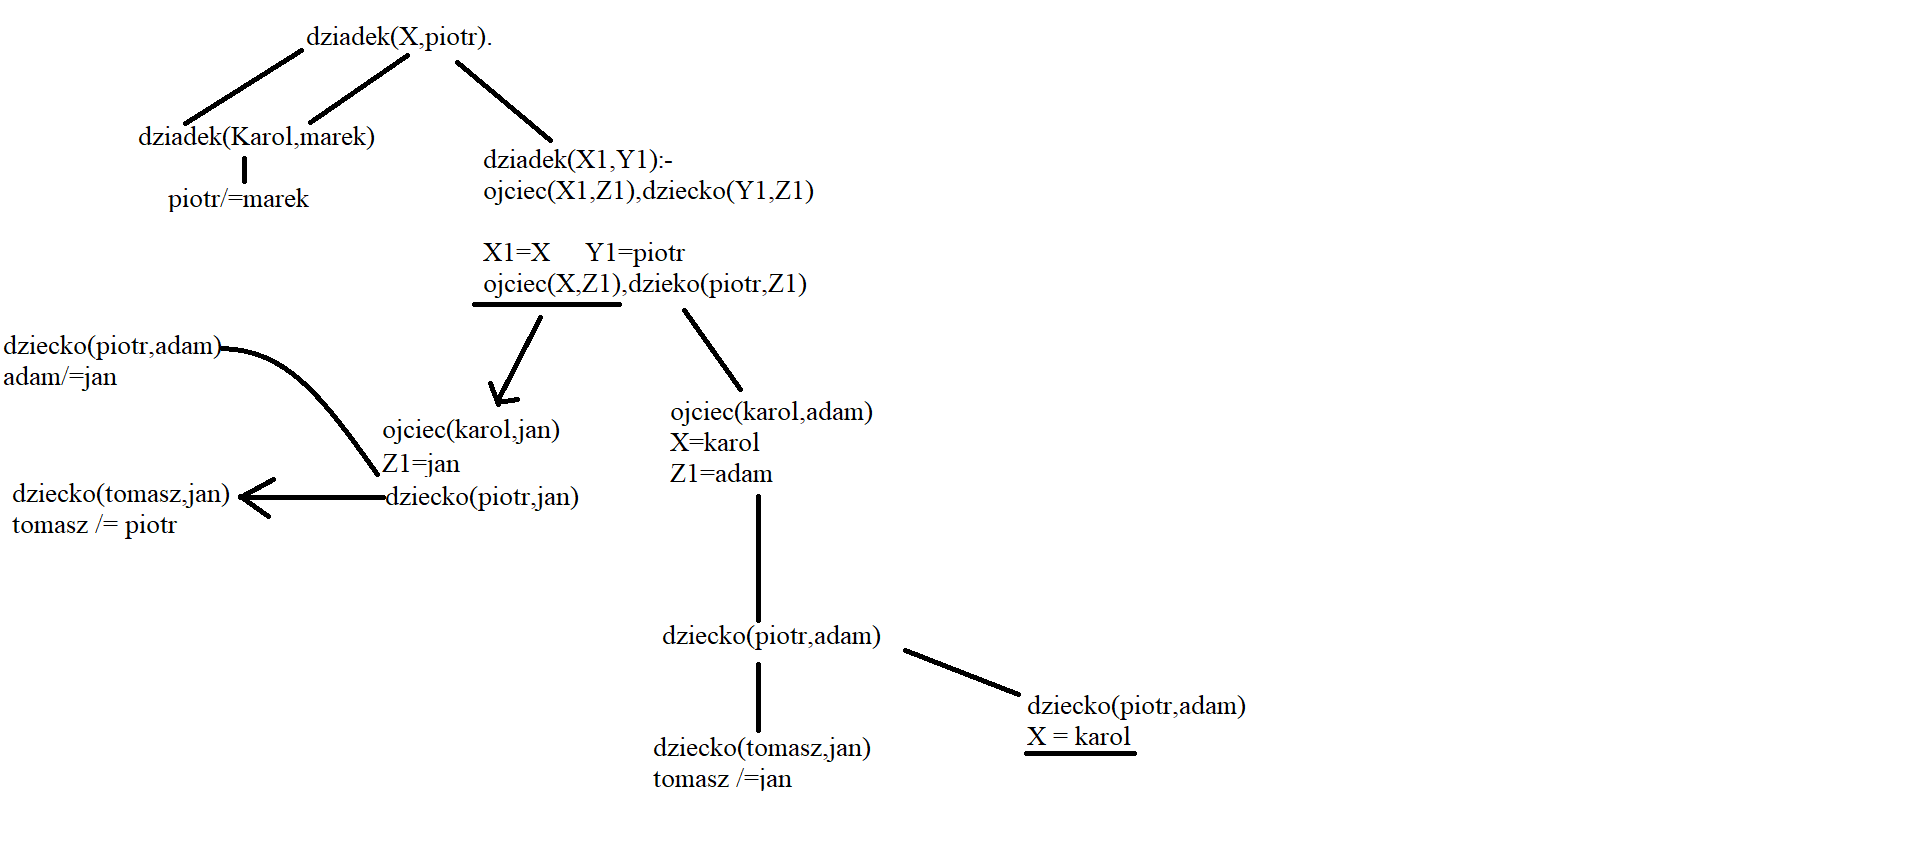 dziadek(X,piotr).
dziadek(Karol,marek)
piotr/=marek
dziadek(X1,Y1):-
ojciec(X1,Z1),dziecko(Y1,Z1)
X1=X Y1=piotr
ojciec(X,Z1),dzieko(piotr,Z1)
dziecko(piotr,adam)
adam/=jan
ojciec(karol,jan)
Z1=jan
dziecko(piotr,jan)
dziecko(tomasz,jan)
tomasz /= piotr
ojciec(karol,adam)
X=karol
Z1=adam
dziecko(piotr,adam)
dziecko(tomasz,jan)
tomasz /=jan
dziecko(piotr,adam)
X = karol